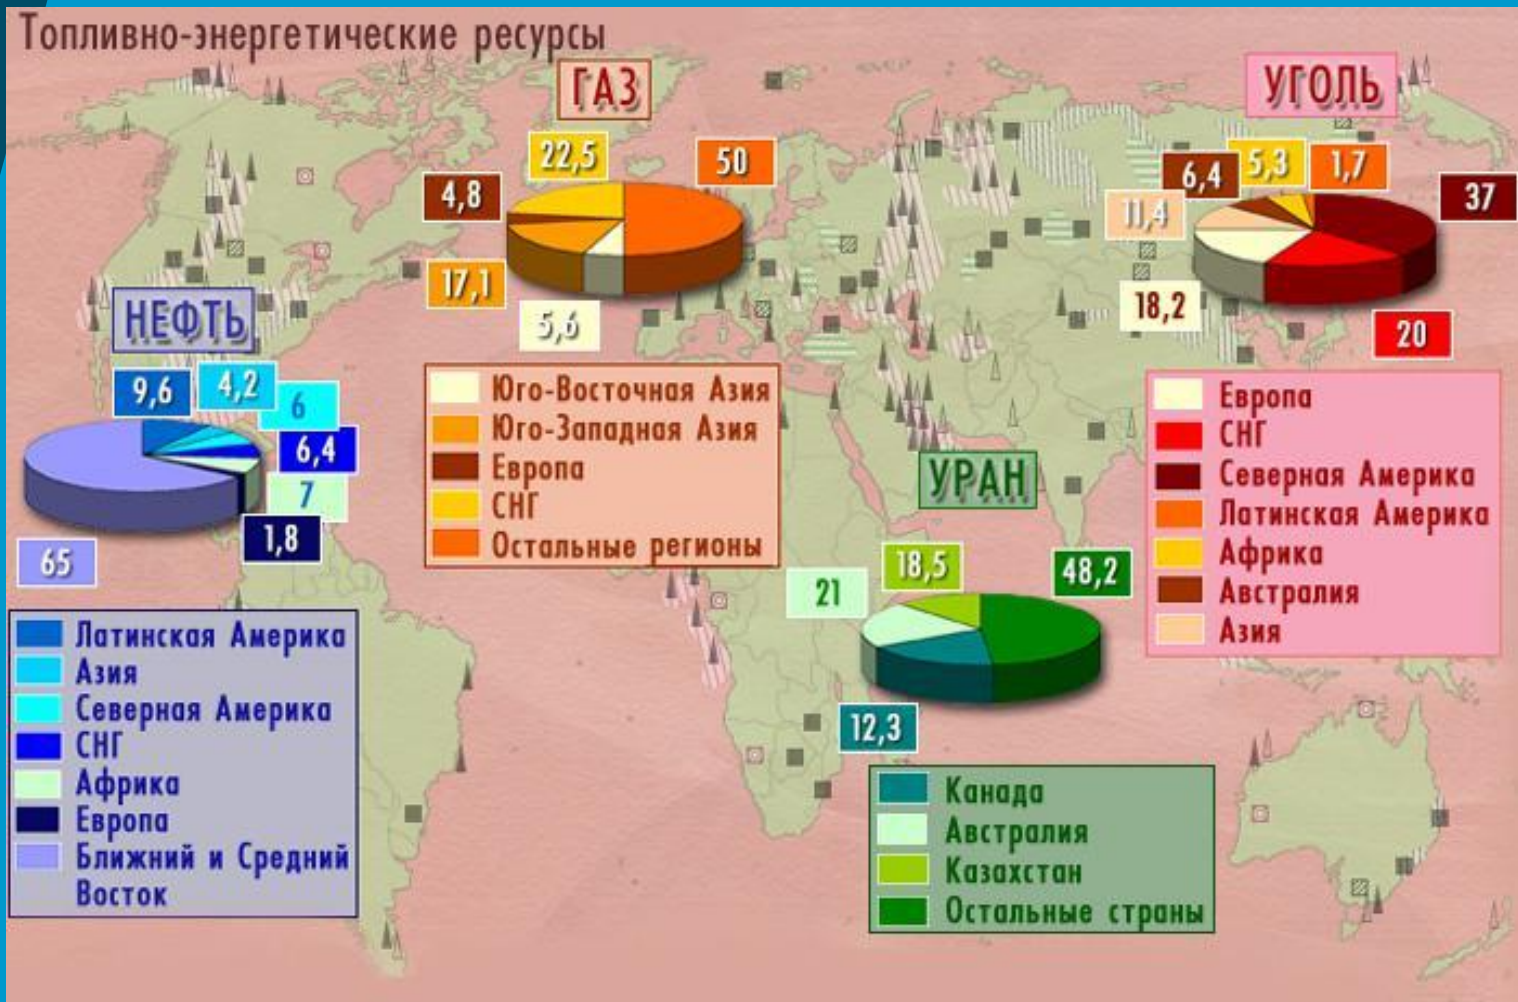 Топливно-энергетические ресурсы
ГАЗ
22,5
50
4,8
17,1
5,6
Юго-Восточная Азия
Юго-Западная Азия
Европа
СНГ
Остальные регионы
УГОЛЬ
6,4
5,3
1,7
37
11,4
18,2
20
Европа
СНГ
Северная Америка
Латинская Америка
Африка
Австралия
Азия
НЕФТЬ
9,6
4,2
6
6,4
7
1,8
65
Латинская Америка
Азия
Северная Америка
СНГ
Африка
Европа
Ближний и Средний
Восток
УРАН
18,5
48,2
21
12,3
Канада
Австралия
Казахстан
Остальные страны